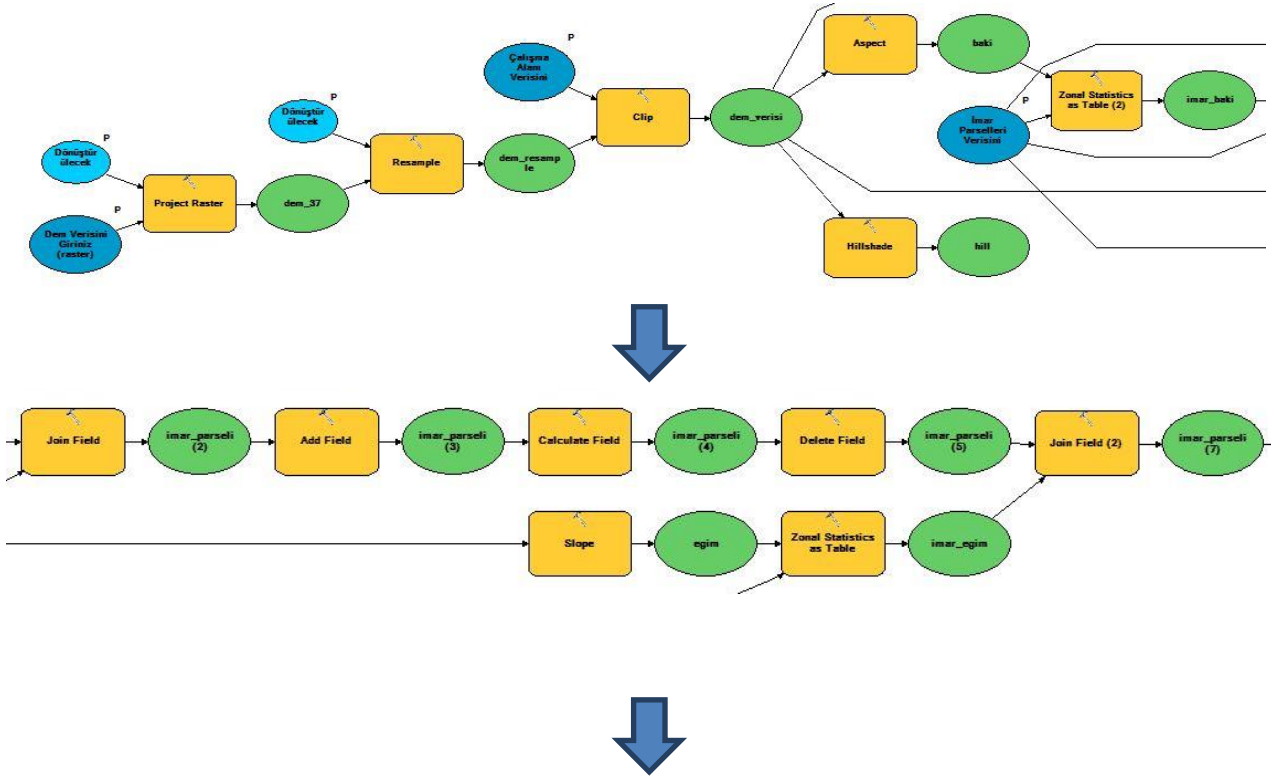 P
Dönüştür
ülecek
P
Dem Verisini
Giriniz
(raster)
Project Raster
dem_37
P
Dönüştür
ülecek
Resample
dem_resamp
le
P
Çalışma
Alanı
Verisini
Clip
dem_verisi
Aspect
baki
Hillshade
hill
P
İmar
Parselleri
Verisini
Zonal Statistics
as Table (2)
imar_baki
Join Field
imar_parseli
(2)
Add Field
imar_parseli
(3)
Calculate Field
imar_parseli
(4)
Delete Field
imar_parseli
(5)
Join Field (2)
imar_parseli
(7)
Slope
egim
Zonal Statistics
as Table
imar_egim